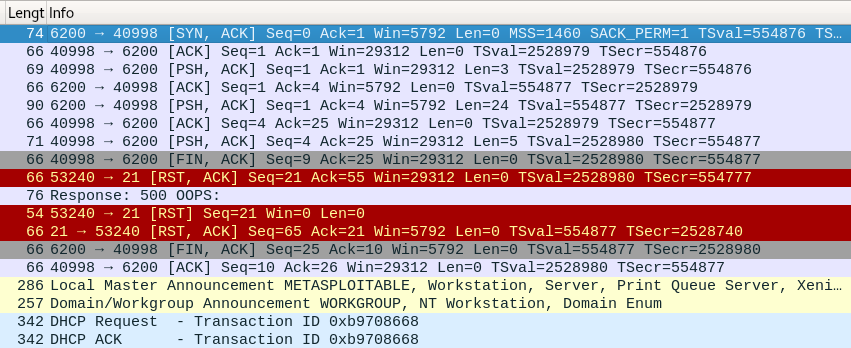 Lengt Info
74 6200 → 40998 [SYN, ACK] Seq=0 Ack=1 Win=5792 Len=0 MSS=1460 SACK_PERM=1 TSval=554876 TS…
66 40998 → 6200 [ACK] Seq=1 Ack=1 Win=29312 Len=0 TSval=2528979 TSecr=554876
69 40998 → 6200 [PSH, ACK] Seq=1 Ack=1 Win=29312 Len=3 TSval=2528979 TSecr=554876
66 6200 → 40998 [ACK] Seq=1 Ack=4 Win=5792 Len=0 TSval=554877 TSecr=2528979
90 6200 → 40998 [PSH, ACK] Seq=1 Ack=4 Win=5792 Len=24 TSval=554877 TSecr=2528979
66 40998 → 6200 [ACK] Seq=4 Ack=25 Win=29312 Len=0 TSval=2528979 TSecr=554877
71 40998 → 6200 [PSH, ACK] Seq=4 Ack=25 Win=29312 Len=5 TSval=2528980 TSecr=554877
66 40998 → 6200 [FIN, ACK] Seq=9 Ack=25 Win=29312 Len=0 TSval=2528980 TSecr=554877
66 53240 → 21 [RST, ACK] Seq=21 Ack=55 Win=29312 Len=0 TSval=2528980 TSecr=554777
76 Response: 500 OOPS:
54 53240 → 21 [RST] Seq=21 Win=0 Len=0
66 21 → 53240 [RST, ACK] Seq=65 Ack=21 Win=5792 Len=0 TSval=554877 TSecr=2528740
66 6200 → 40998 [FIN, ACK] Seq=25 Ack=10 Win=5792 Len=0 TSval=554877 TSecr=2528980
66 40998 → 6200 [ACK] Seq=10 Ack=26 Win=29312 Len=0 TSval=2528980 TSecr=554877
286 Local Master Announcement METASPLOITABLE, Workstation, Server, Print Queue Server, Xeni…
257 Domain/Workgroup Announcement WORKGROUP, NT Workstation, Domain Enum
342 DHCP Request - Transaction ID 0xb9708668
342 DHCP ACK - Transaction ID 0xb9708668